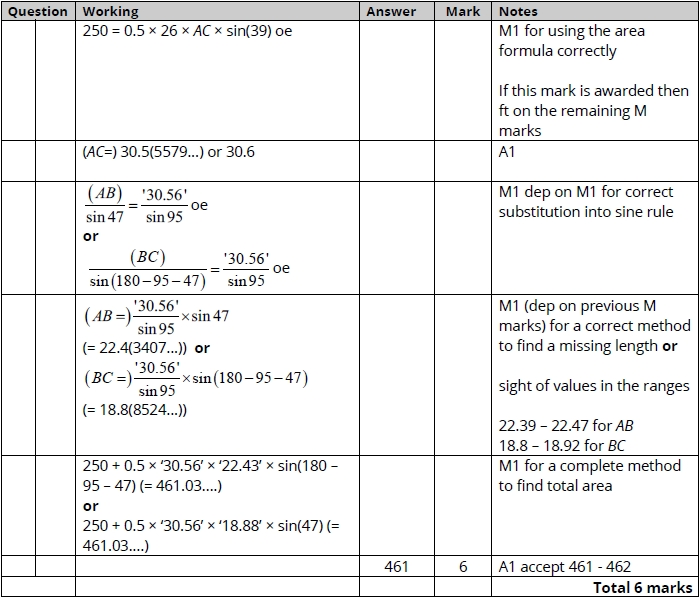 Question Working Answer Mark Notes
250 = 0.5 × 26 × AC × sin(39) oe
M1 for using the area
formula correctly
If this mark is awarded then
ft on the remaining M
marks
(AC=) 30.5(5579...) or 30.6
A1
(AB)/sin 47 = '30.56'/sin 95 oe
or
(BC)/sin(180−95−47) = '30.56'/sin 95 oe
M1 dep on M1 for correct
substitution into sine rule
(AB =) '30.56'/sin 95 × sin 47
(= 22.4(3407...)) or
(BC =) '30.56'/sin 95 × sin(180−95−47)
(= 18.8(8524...))
M1 (dep on previous M
marks) for a correct method
to find a missing length or
sight of values in the ranges
22.39 – 22.47 for AB
18.8 – 18.92 for BC
250 + 0.5 × ‘30.56’ × ‘22.43’ × sin(180 –
95 – 47) (= 461.03....)
or
250 + 0.5 × ‘30.56’ × ‘18.88’ × sin(47) (=
461.03....)
M1 for a complete method
to find total area
461 6 A1 accept 461 - 462
Total 6 marks